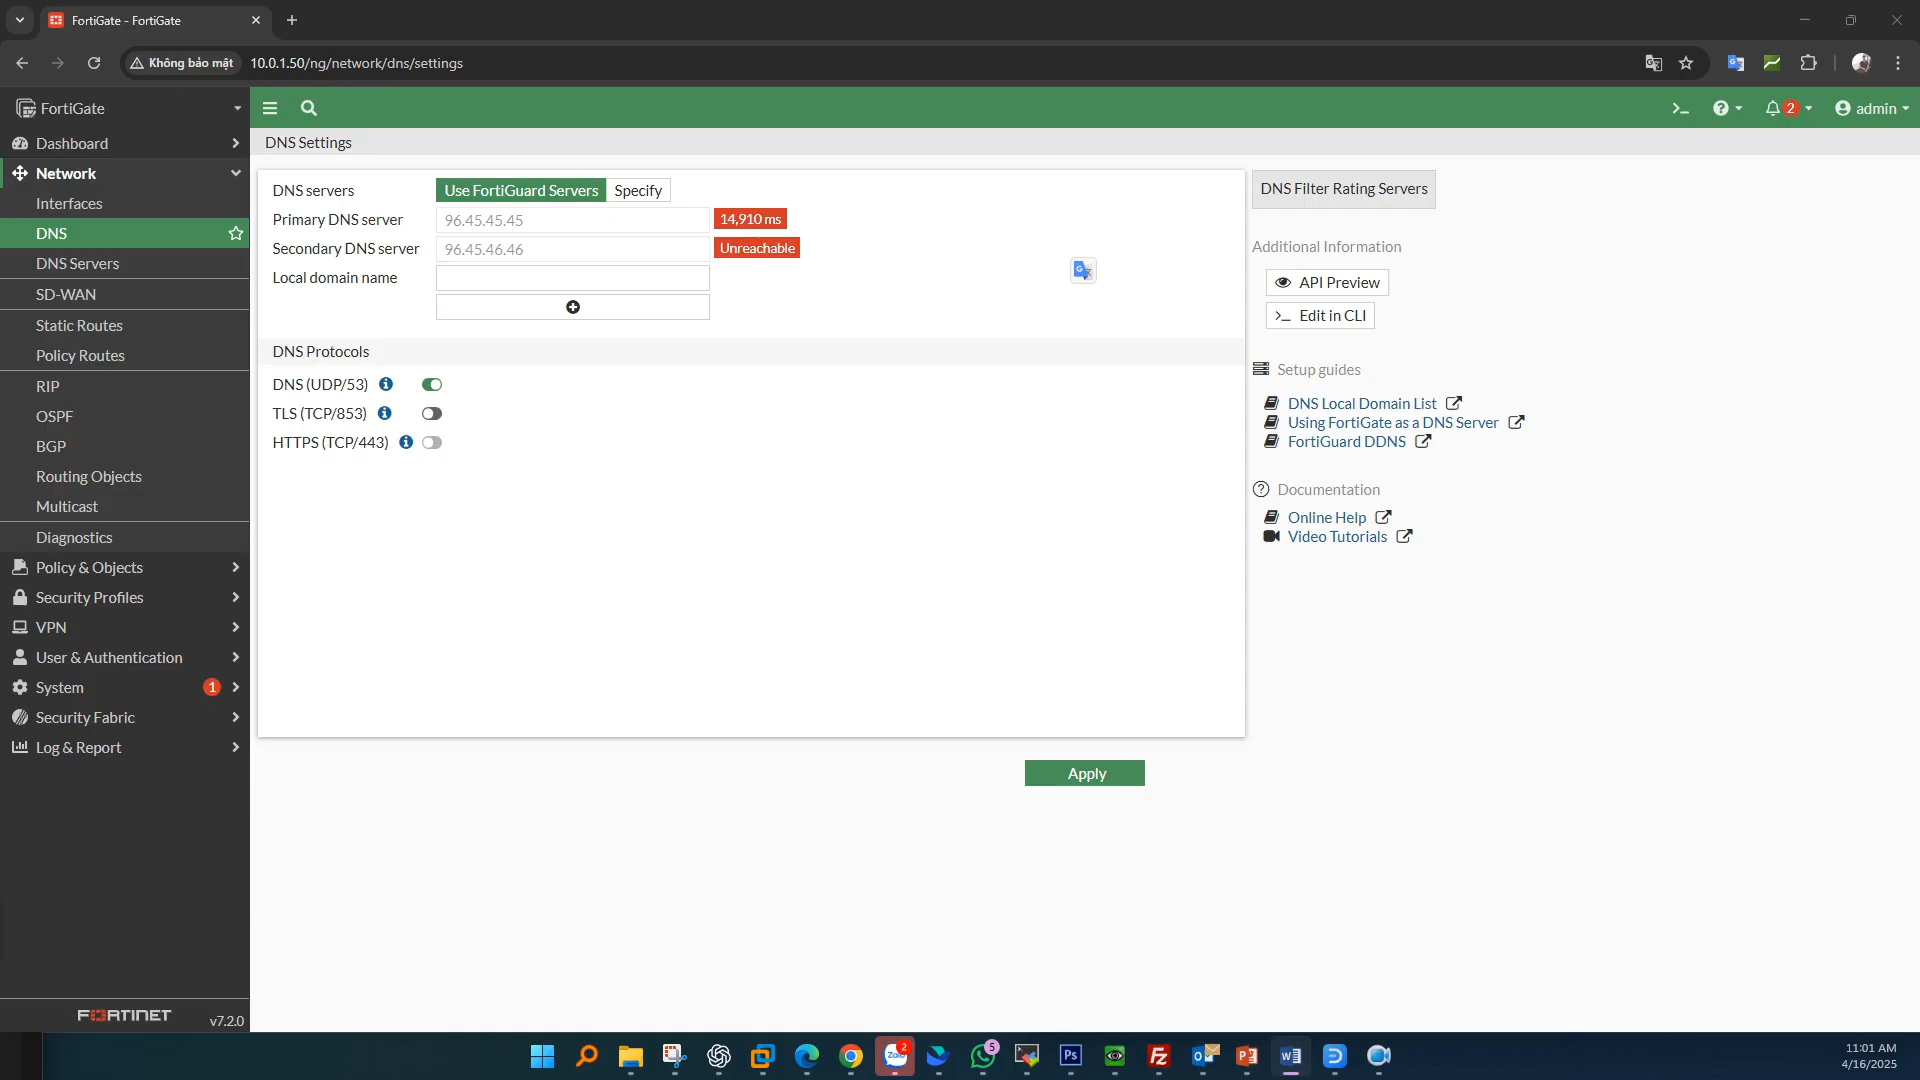 FortiGate - FortiGate
Không bảo mật
10.0.1.50/ng/network/dns/settings
FortiGate
2
admin
Dashboard
DNS Settings
Network
Interfaces
DNS
DNS Servers
SD-WAN
Static Routes
Policy Routes
RIP
OSPF
BGP
Routing Objects
Multicast
Diagnostics
Policy & Objects
Security Profiles
VPN
User & Authentication
System
1
Security Fabric
Log & Report
FORTINET
v7.2.0
DNS servers
Use FortiGuard Servers
Specify
Primary DNS server
96.45.45.45
14,910 ms
Secondary DNS server
96.45.46.46
Unreachable
Local domain name
DNS Protocols
DNS (UDP/53)
TLS (TCP/853)
HTTPS (TCP/443)
Apply
DNS Filter Rating Servers
Additional Information
API Preview
Edit in CLI
Setup guides
DNS Local Domain List
Using FortiGate as a DNS Server
FortiGuard DDNS
Documentation
Online Help
Video Tutorials
Zalo
2
5
Ps
11:01 AM
4/16/2025